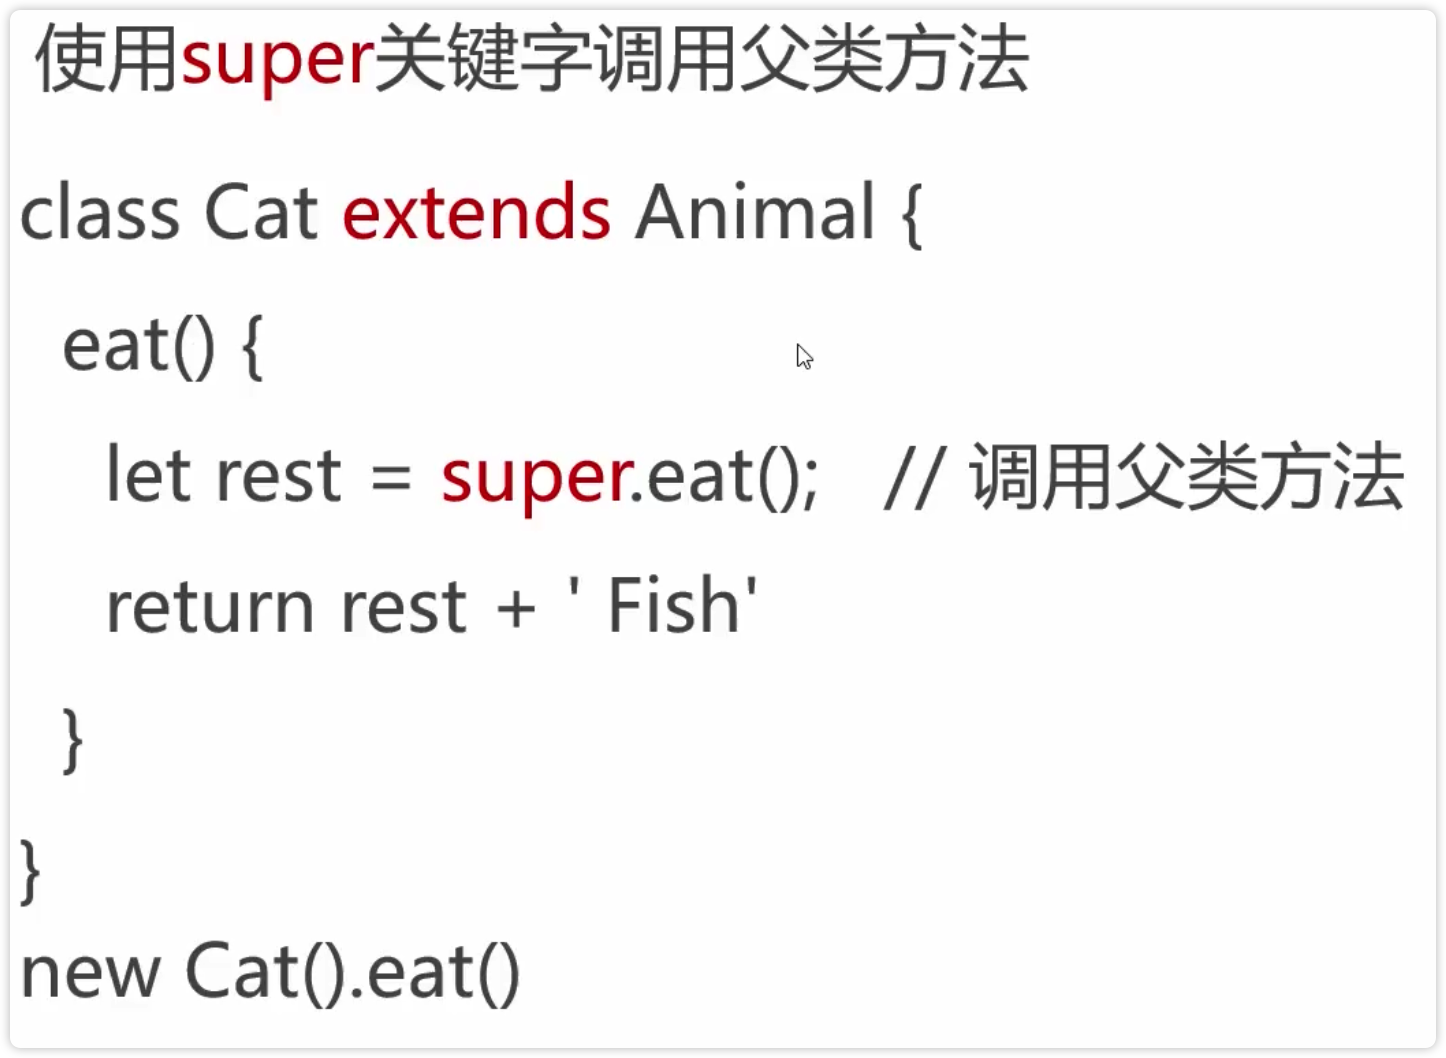 使用super关键字调用父类方法
class Cat extends Animal {
eat() {
let rest = super.eat(); // 调用父类方法
return rest + ' Fish'
}
}
new Cat().eat()